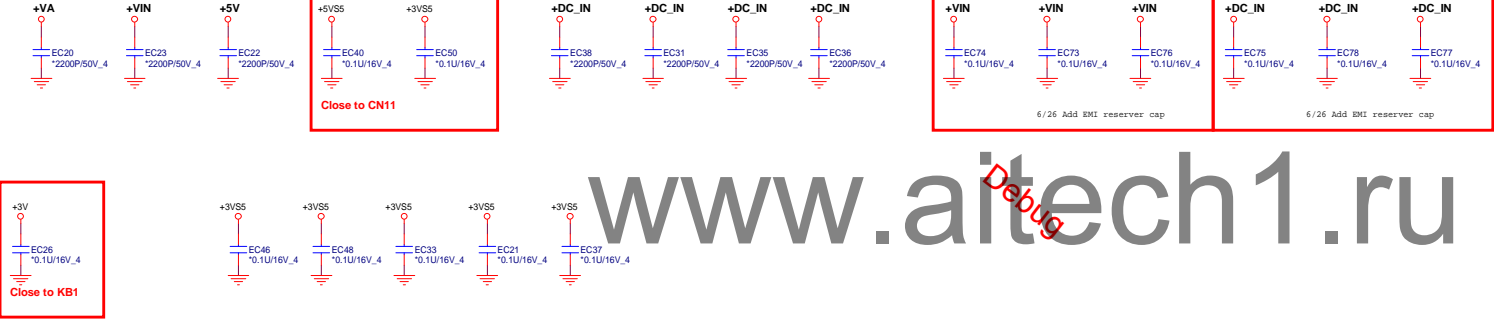 +VA +VIN +5V +5VS5 +3VS5 +DC_IN +DC_IN +DC_IN +DC_IN +VIN +VIN +VIN +DC_IN +DC_IN +DC_IN
EC20 EC23 EC22 EC40 EC50 EC38 EC31 EC35 EC36 EC74 EC73 EC76 EC75 EC78 EC77
*2200P/50V_4 *2200P/50V_4 *2200P/50V_4 *0.1U/16V_4 *0.1U/16V_4 *2200P/50V_4 *2200P/50V_4 *2200P/50V_4 *2200P/50V_4 *0.1U/16V_4 *0.1U/16V_4 *0.1U/16V_4 *0.1U/16V_4 *0.1U/16V_4 *0.1U/16V_4
Close to CN11
6/26 Add EMI reserver cap 6/26 Add EMI reserver cap
www.aitech1.ru
Debug
+3V +3VS5 +3VS5 +3VS5 +3VS5 +3VS5
EC26 EC46 EC48 EC33 EC21 EC37
*0.1U/16V_4 *0.1U/16V_4 *0.1U/16V_4 *0.1U/16V_4 *0.1U/16V_4 *0.1U/16V_4
Close to KB1